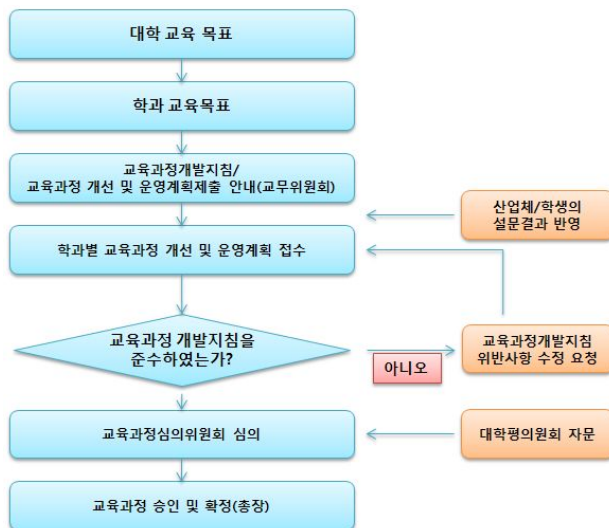 대학 교육 목표
학과 교육목표
교육과정개발지침/
교육과정 개선 및 운영계획제출 안내(교무위원회)
산업체/학생의
설문결과 반영
학과별 교육과정 개선 및 운영계획 접수
교육과정 개발지침을
준수하였는가?
아니오
교육과정개발지침
위반사항 수정 요청
교육과정심의위원회 심의
대학평의원회 자문
교육과정 승인 및 확정(총장)